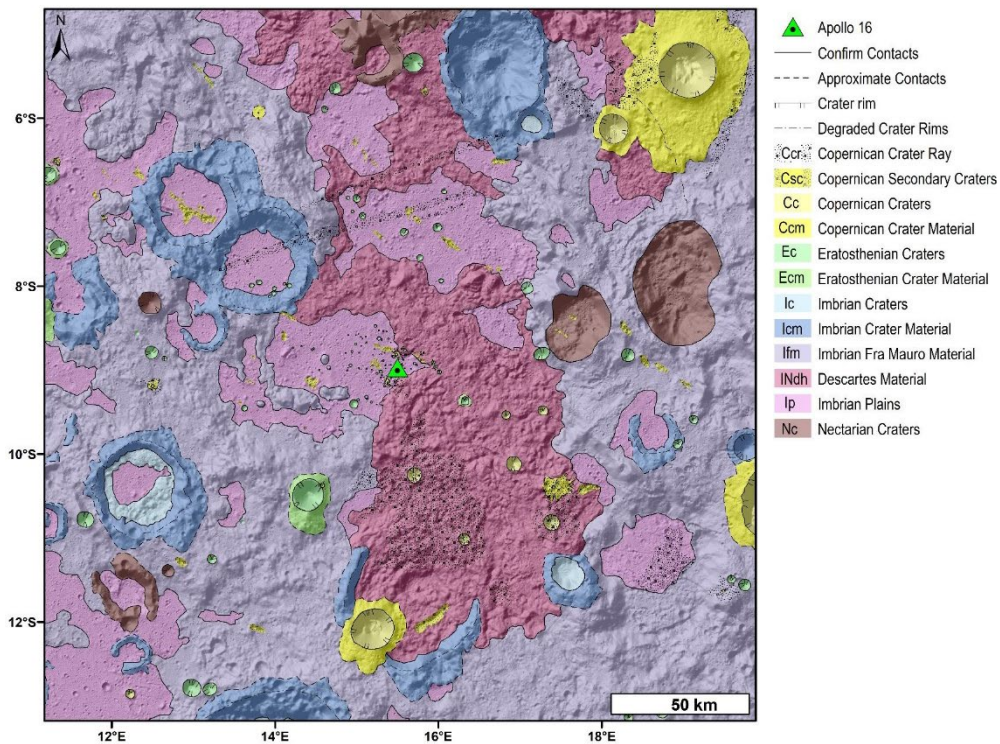 N
6°S
8°S
10°S
12°S
12°E
14°E
16°E
18°E
50 km
Apollo 16
Confirm Contacts
Approximate Contacts
Crater rim
Degraded Crater Rims
Ccr Copernican Crater Ray
Csc Copernican Secondary Craters
Cc Copernican Craters
Ccm Copernican Crater Material
Ec Eratosthenian Craters
Ecm Eratosthenian Crater Material
Ic Imbrian Craters
Icm Imbrian Crater Material
Ifm Imbrian Fra Mauro Material
INdh Descartes Material
Ip Imbrian Plains
Nc Nectarian Craters